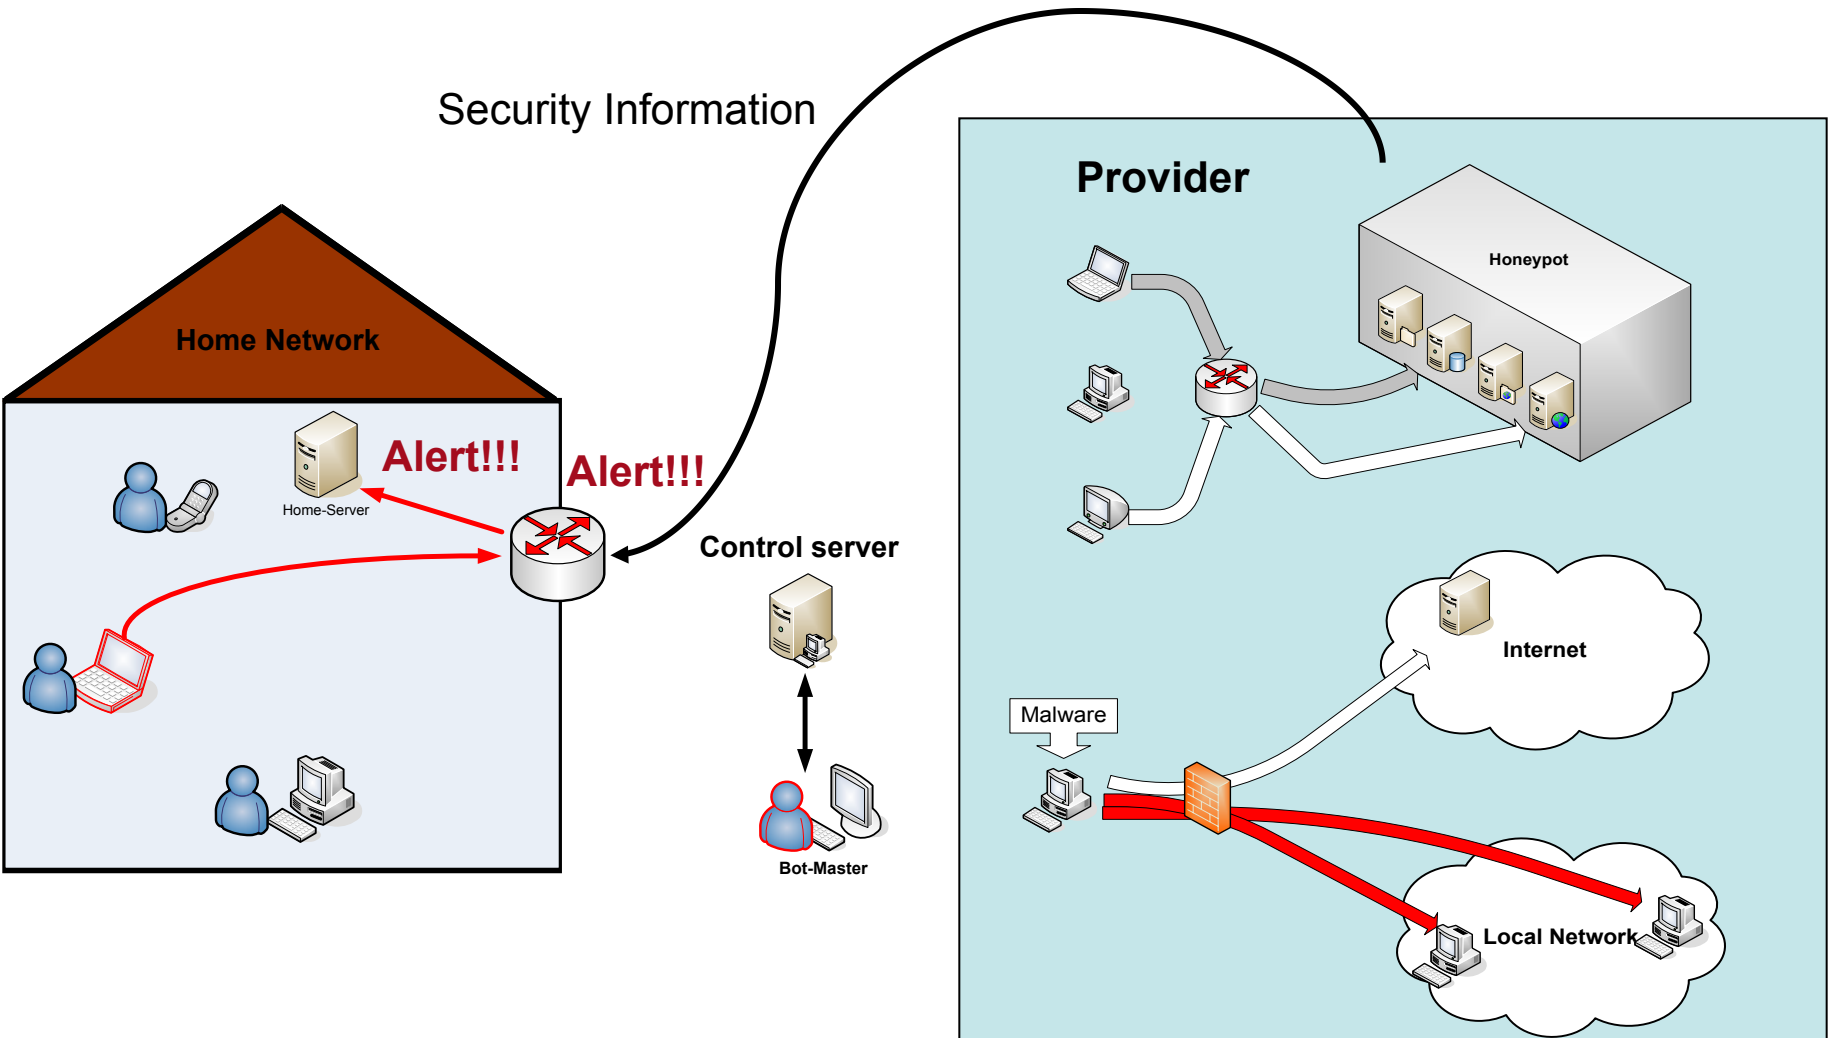 Security Information
Provider
Honeypot
Home Network
Alert!!!
Alert!!!
Home-Server
Control server
Internet
Malware
Bot-Master
Local Network